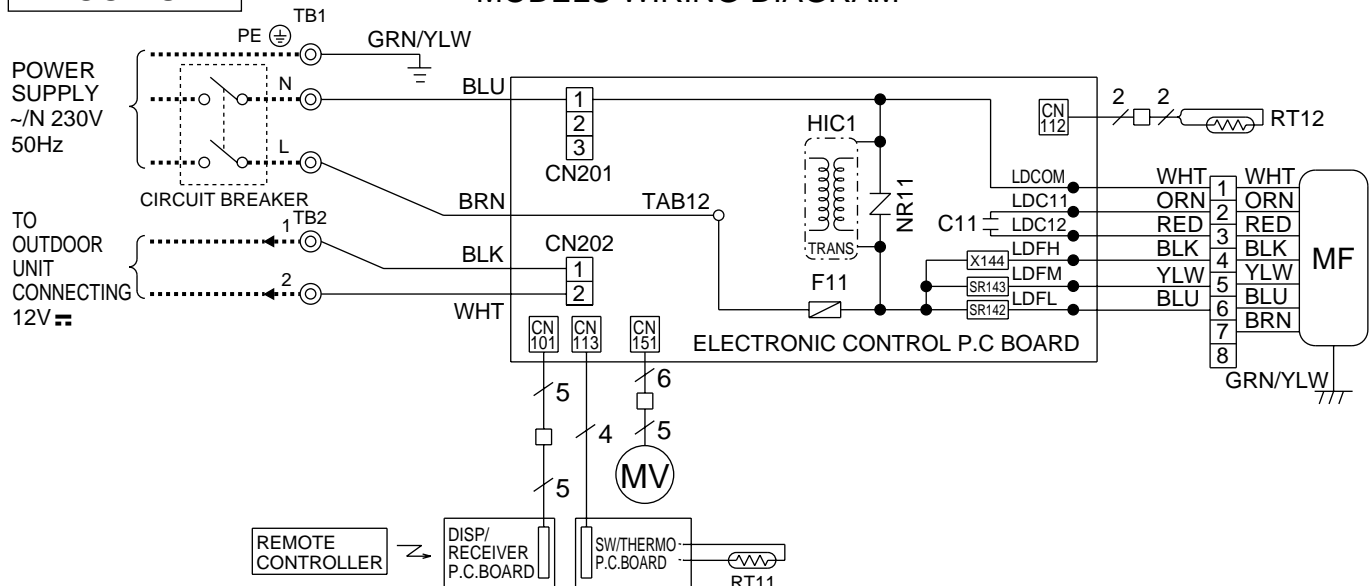 MODELS WIRING DIAGRAM
TB1
PE
GRN/YLW
POWER
SUPPLY
~/N 230V
50Hz
N
L
CIRCUIT BREAKER
BLU
1
2
3
CN201
HIC1
TRANS
NR11
CN
112
2
2
RT12
BRN
TAB12
TO
OUTDOOR
UNIT
CONNECTING
12V
1
TB2
2
BLK
WHT
CN202
1
2
F11
C11
LDCOM
LDC11
LDC12
LDFH
LDFM
LDFL
X144
SR143
SR142
WHT
ORN
RED
BLK
YLW
BLU
1
2
3
4
5
6
7
8
WHT
ORN
RED
BLK
YLW
BLU
BRN
MF
GRN/YLW
CN
101
CN
113
CN
151
ELECTRONIC CONTROL P.C BOARD
5
5
4
6
5
MV
REMOTE
CONTROLLER
DISP/
RECEIVER
P.C.BOARD
SW/THERMO
P.C.BOARD
RT11